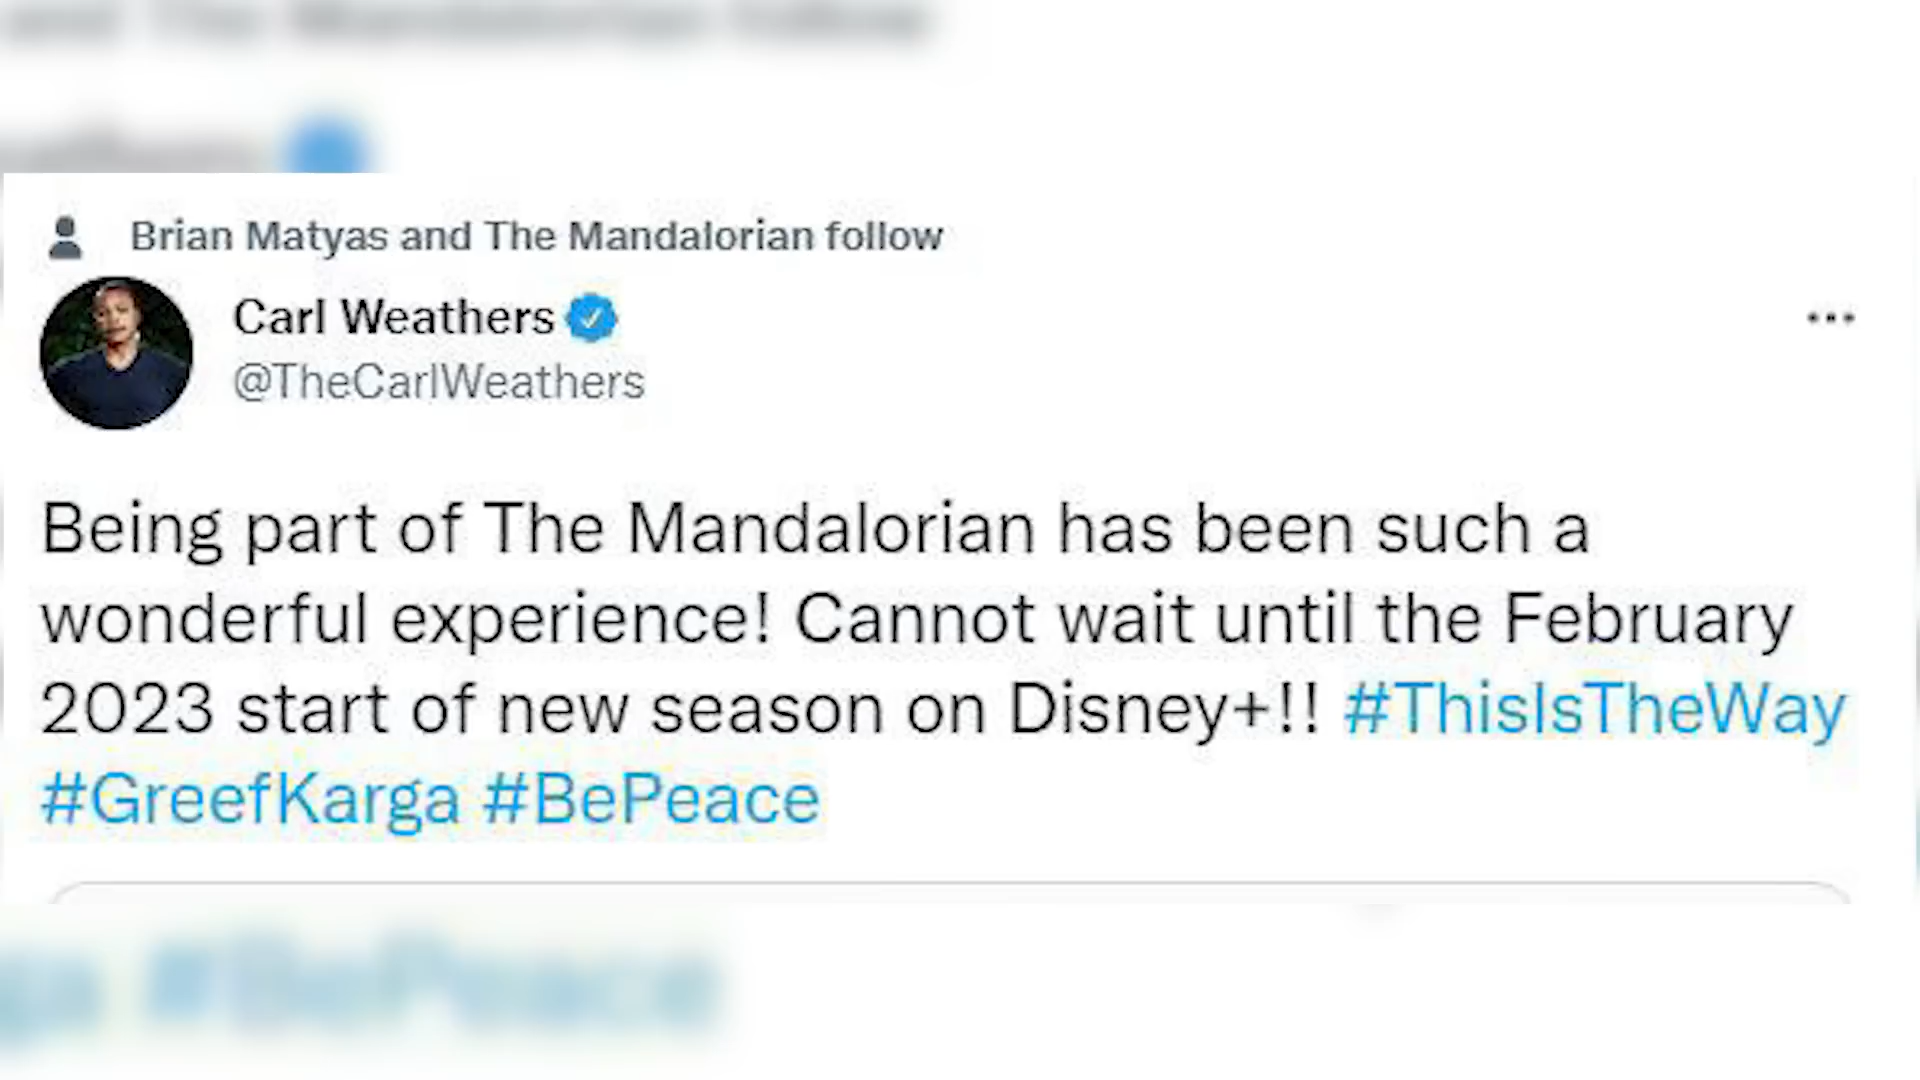 Brian Matyas and The Mandalorian follow
Carl Weathers
@TheCarlWeathers
Being part of The Mandalorian has been such a
wonderful experience! Cannot wait until the February
2023 start of new season on Disney+!! #ThisIsTheWay
#GreefKarga #BePeace
#BePeace